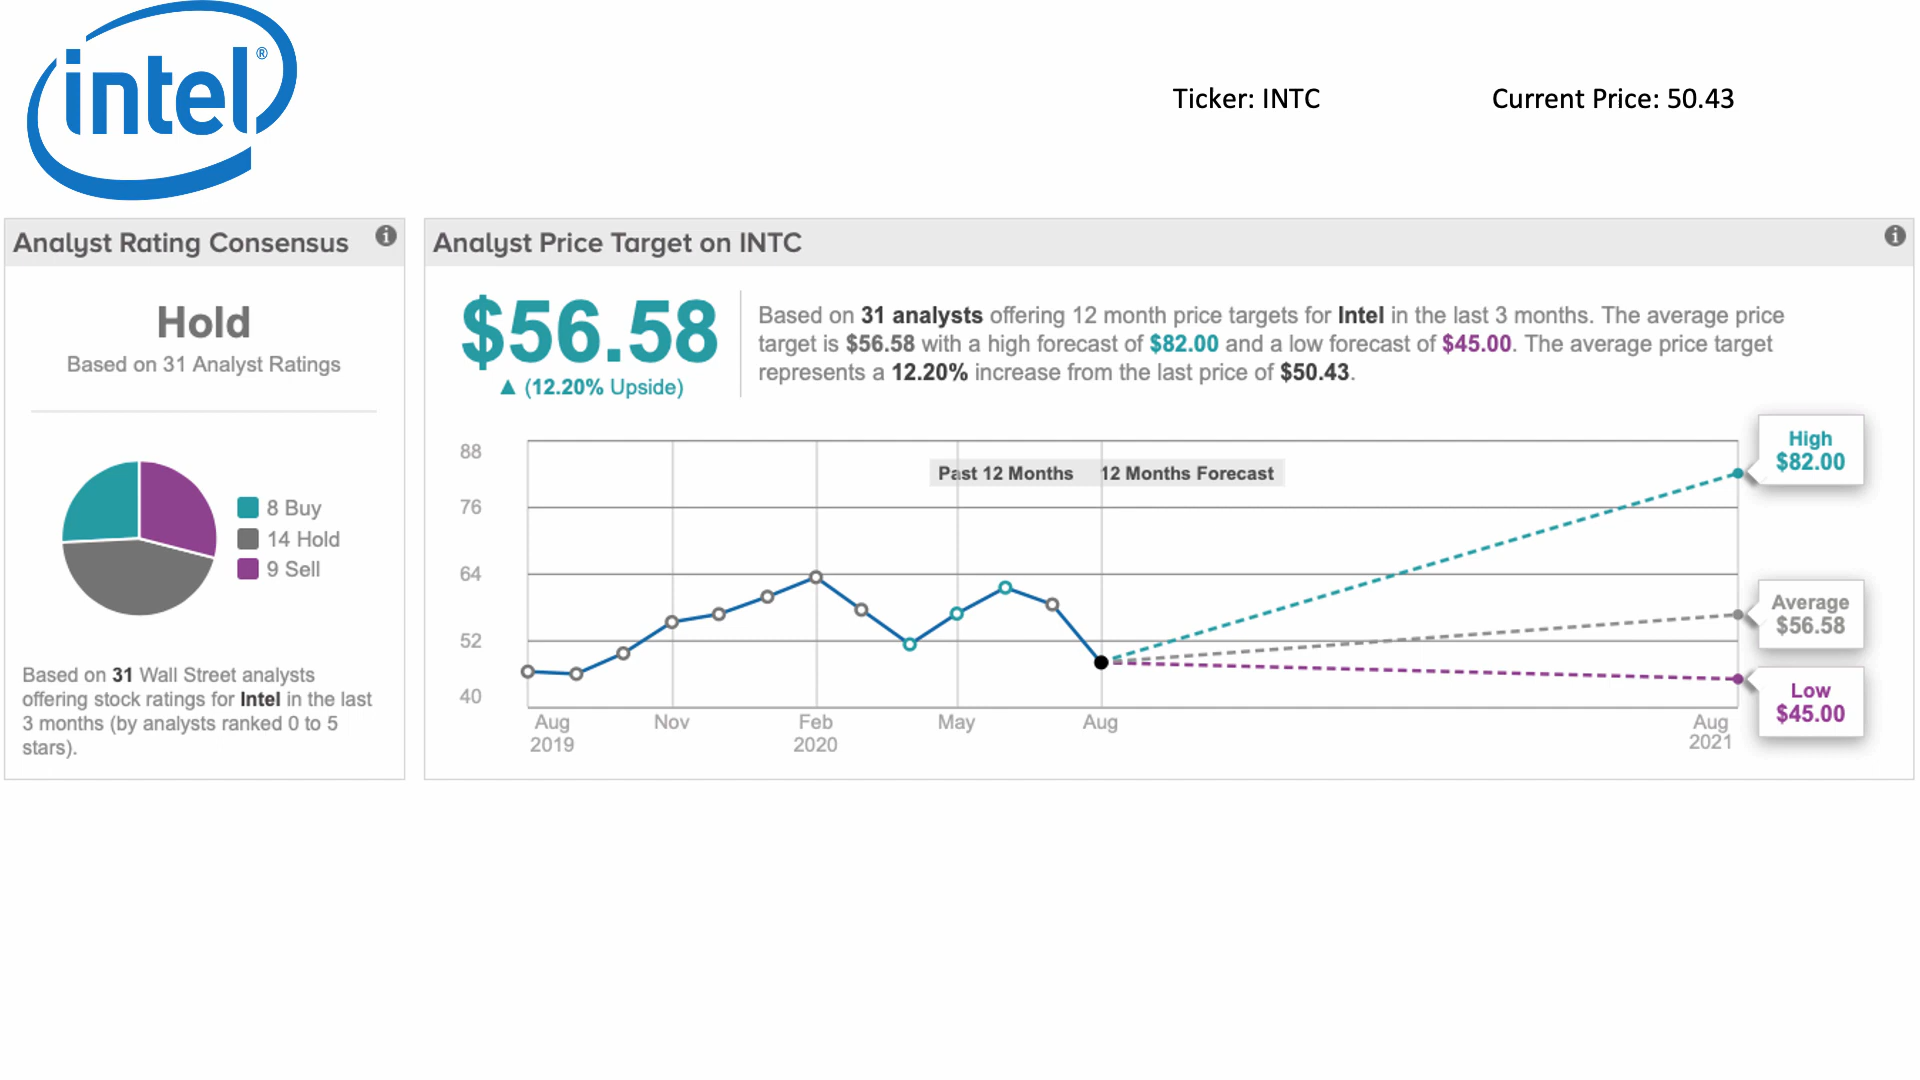 intel®
Ticker: INTC
Current Price: 50.43
Analyst Rating Consensus
Hold
Based on 31 Analyst Ratings
8 Buy
14 Hold
9 Sell
Based on 31 Wall Street analysts
offering stock ratings for Intel in the last
3 months (by analysts ranked 0 to 5
stars).
Analyst Price Target on INTC
$56.58
▲ (12.20% Upside)
Based on 31 analysts offering 12 month price targets for Intel in the last 3 months. The average price
target is $56.58 with a high forecast of $82.00 and a low forecast of $45.00. The average price target
represents a 12.20% increase from the last price of $50.43.
88
76
64
52
40
Past 12 Months
12 Months Forecast
Aug
2019
Nov
Feb
2020
May
Aug
Aug
2021
High
$82.00
Average
$56.58
Low
$45.00